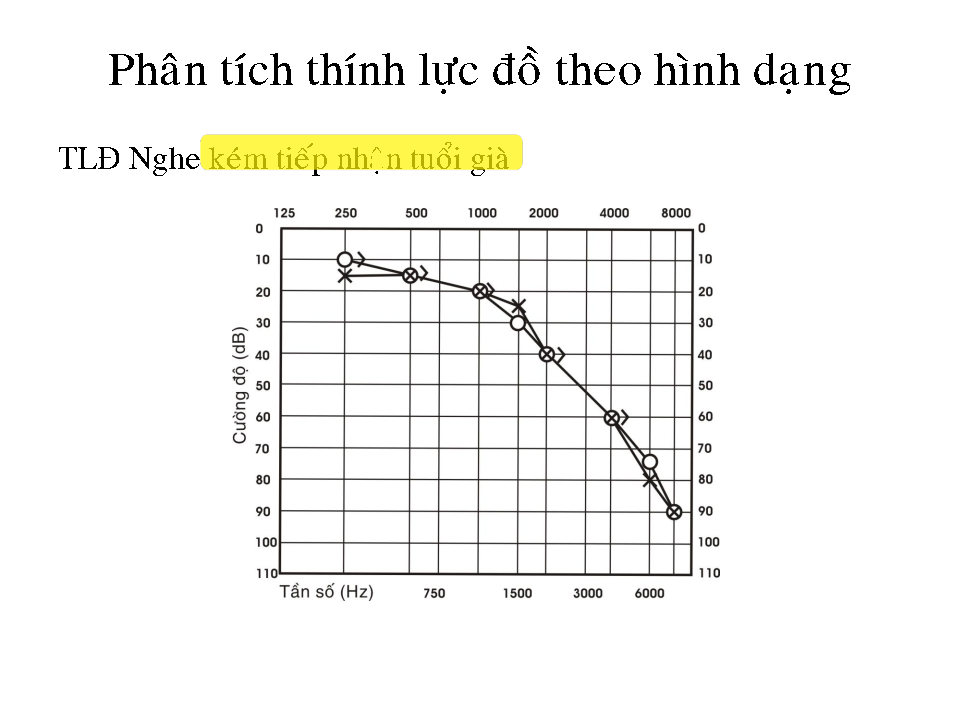 Phân tích thính lực đồ theo hình dạng
TLĐ Nghe kém tiếp nhận tuổi già
125 250 500 1000 2000 4000 8000
0 0
10 10
20 20
30 30
40 40
50 50
60 60
70 70
80 80
90 90
100 100
110 110
Cường độ (dB)
Tần số (Hz) 750 1500 3000 6000